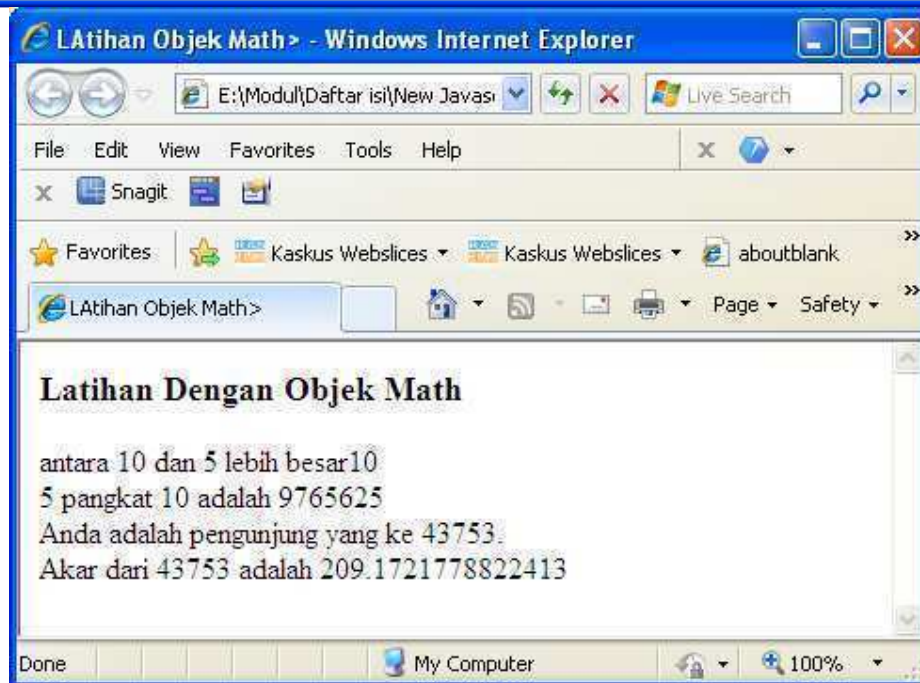 LAtihan Objek Math> - Windows Internet Explorer
E:\Modul\Daftar isi\New Javas
Live Search
File Edit View Favorites Tools Help
x Snagit
Favorites Kaskus Webslices Kaskus Webslices aboutblank »
LAtihan Objek Math> Page Safety »
Latihan Dengan Objek Math
antara 10 dan 5 lebih besar10
5 pangkat 10 adalah 9765625
Anda adalah pengunjung yang ke 43753.
Akar dari 43753 adalah 209.1721778822413
Done My Computer 100%